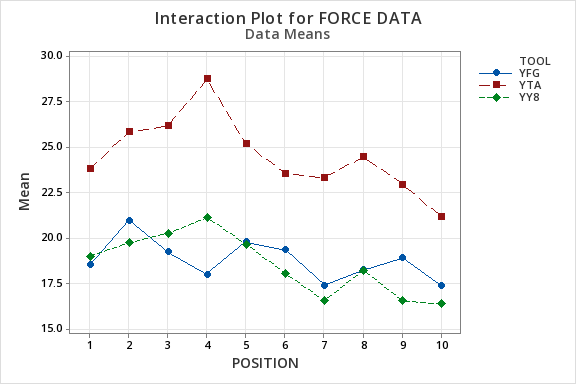 Interaction Plot for FORCE DATA
Data Means
30.0
27.5
25.0
22.5
20.0
17.5
15.0
Mean
1 2 3 4 5 6 7 8 9 10
POSITION
TOOL
YFG
YTA
YY8